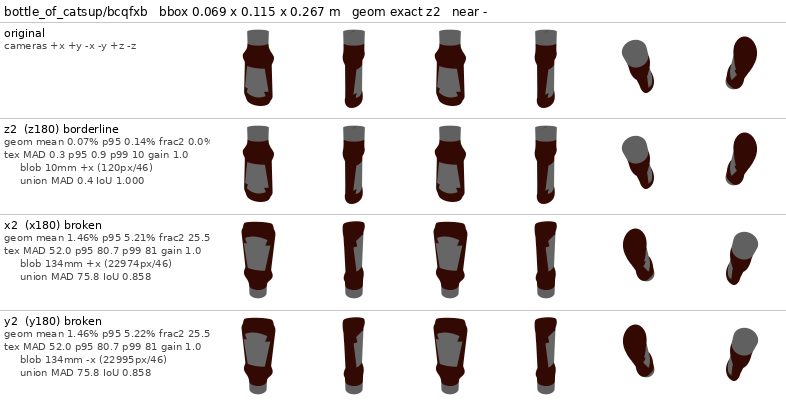 bottle_of_catsup/bcqfxb   bbox 0.069 x 0.115 x 0.267 m   geom exact z2   near -
original
cameras +x +y -x -y +z -z
z2  (z180) borderline
geom mean 0.07% p95 0.14% frac2 0.0%
tex MAD 0.3 p95 0.9 p99 10 gain 1.0
blob 10mm +x (120px/46)
union MAD 0.4 IoU 1.000
x2  (x180) broken
geom mean 1.46% p95 5.21% frac2 25.5
tex MAD 52.0 p95 80.7 p99 81 gain 1.0
blob 134mm +x (22974px/46)
union MAD 75.8 IoU 0.858
y2  (y180) broken
geom mean 1.46% p95 5.22% frac2 25.5
tex MAD 52.0 p95 80.7 p99 81 gain 1.0
blob 134mm -x (22995px/46)
union MAD 75.8 IoU 0.858